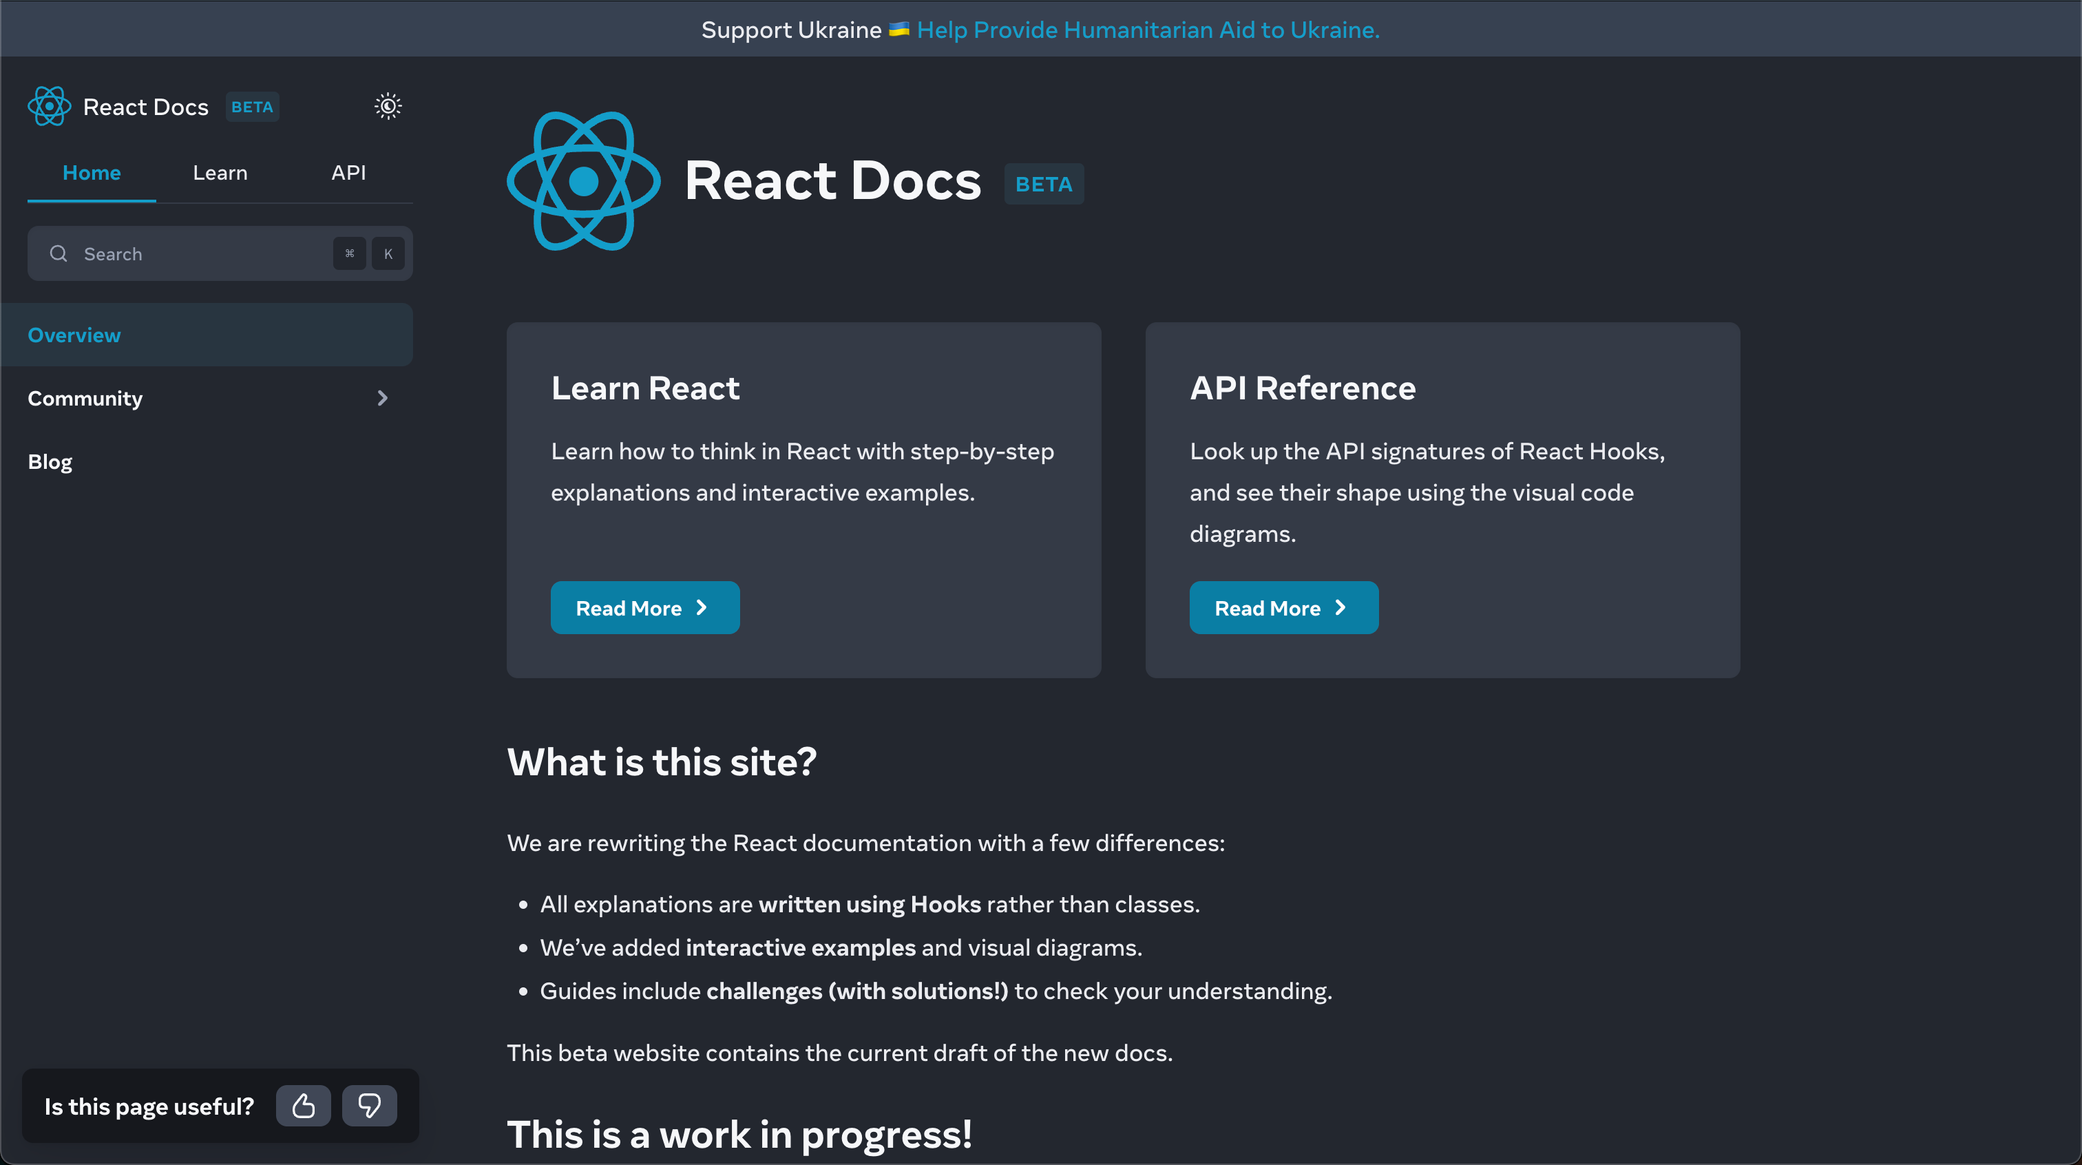 Support Ukraine 🇺🇦 Help Provide Humanitarian Aid to Ukraine.
React Docs BETA
Home Learn API
Search ⌘ K
Overview
Community
Blog
Is this page useful?
React Docs BETA
Learn React
Learn how to think in React with step-by-step
explanations and interactive examples.
Read More
API Reference
Look up the API signatures of React Hooks,
and see their shape using the visual code
diagrams.
Read More
What is this site?
We are rewriting the React documentation with a few differences:
• All explanations are written using Hooks rather than classes.
• We’ve added interactive examples and visual diagrams.
• Guides include challenges (with solutions!) to check your understanding.
This beta website contains the current draft of the new docs.
This is a work in progress!